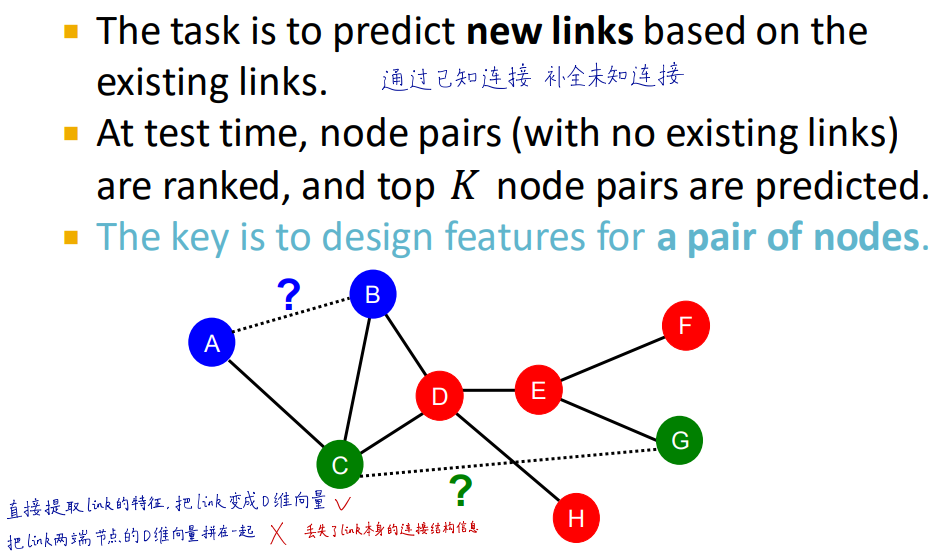 The task is to predict new links based on the
existing links.
通过已知连接 补全未知连接
At test time, node pairs (with no existing links)
are ranked, and top K node pairs are predicted.
The key is to design features for a pair of nodes.
?
B
F
A
D
E
G
C
?
H
直接提取link的特征,把link变成D维向量 ✓
把link两端节点的D维向量拼在一起 ✗ 丢失了link本身的连接结构信息